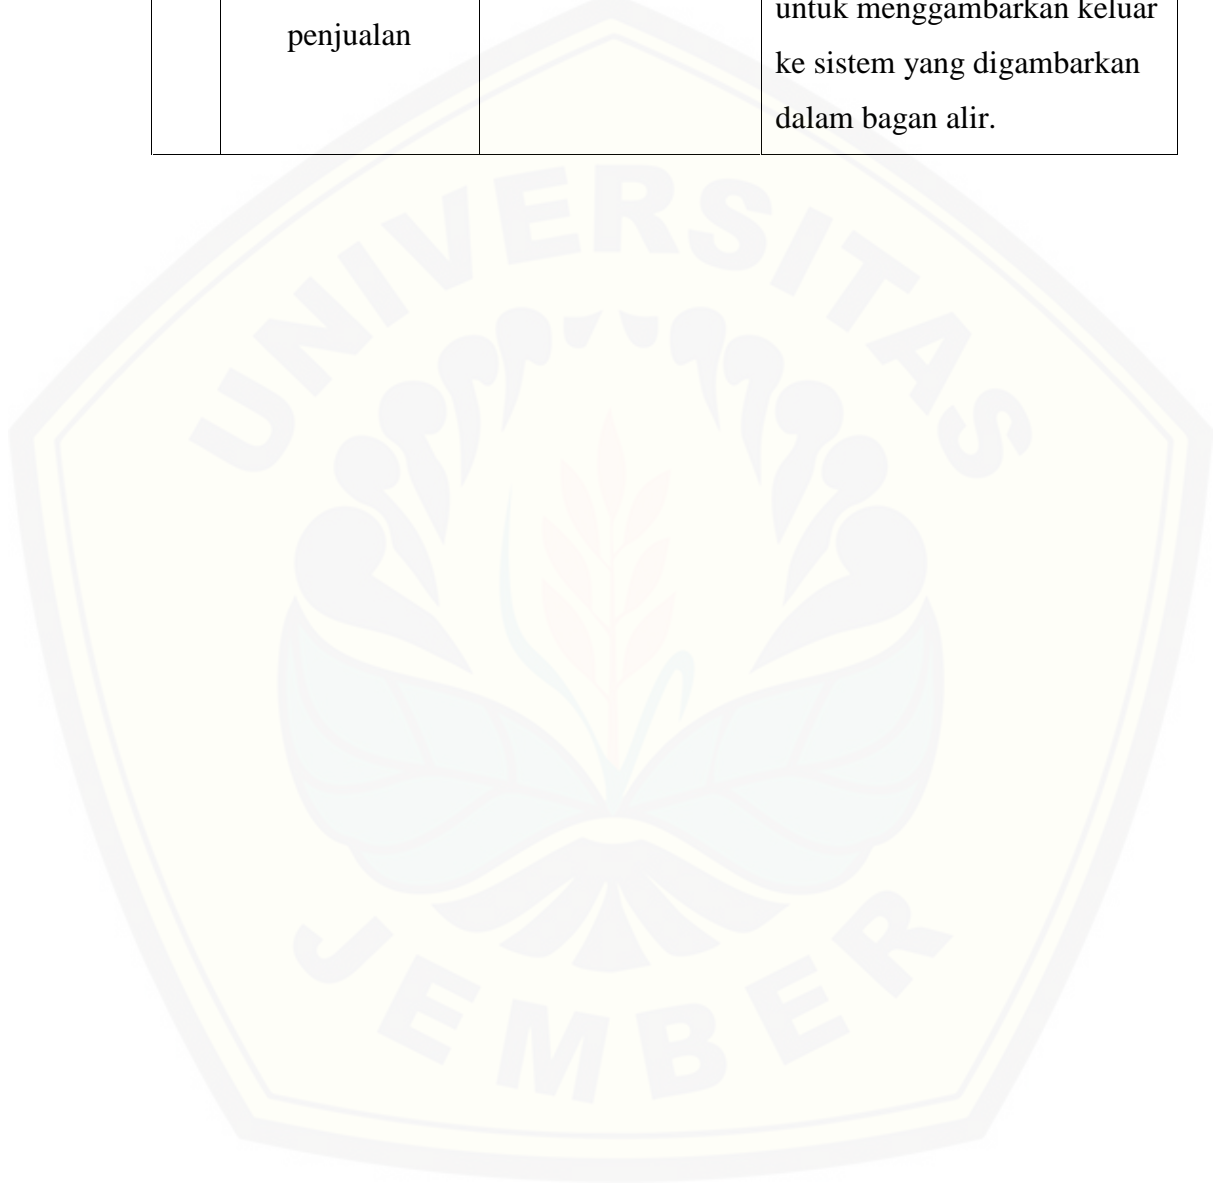 untuk menggambarkan keluar
penjualan
ke sistem yang digambarkan
dalam bagan alir.
UNIVERSITAS
JEMBER